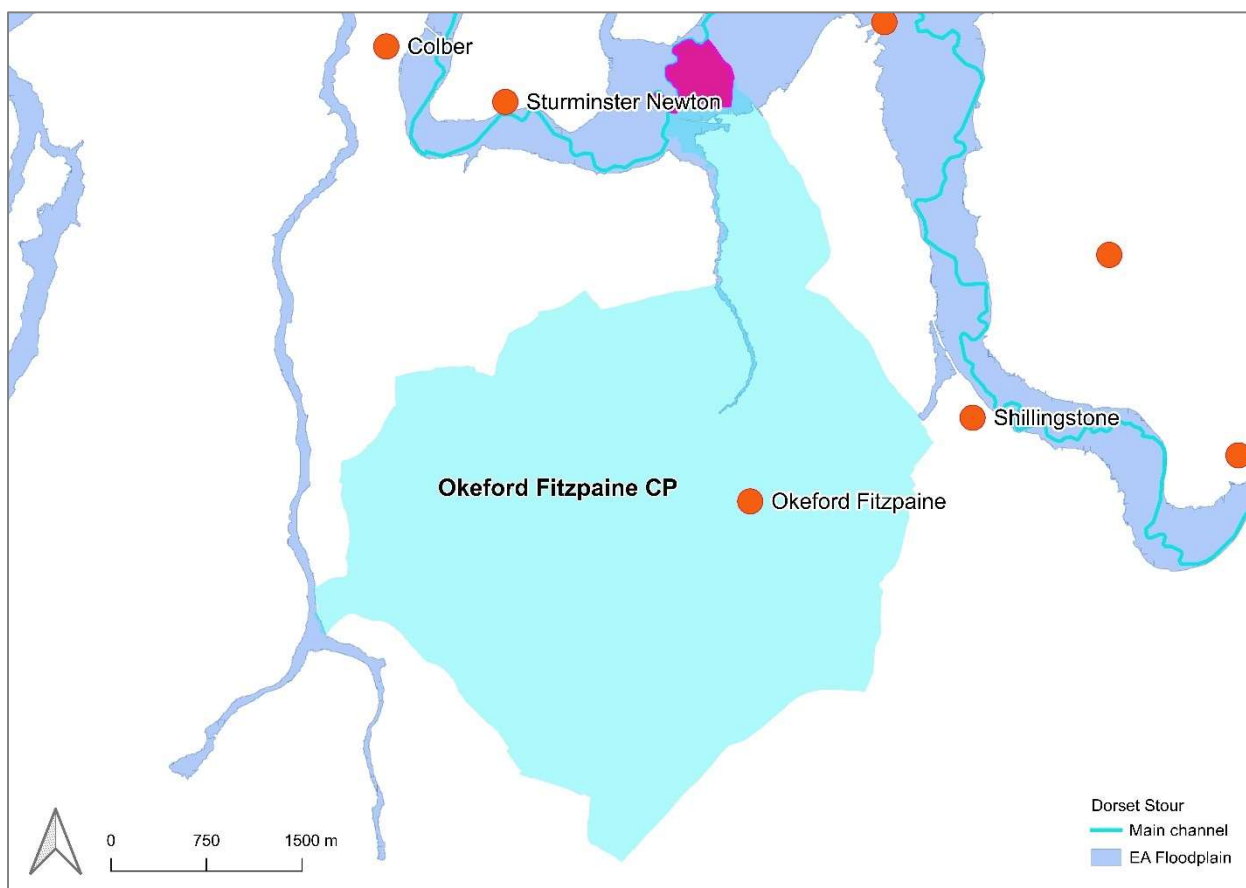 Colber
Sturminster Newton
Shillingstone
Okeford Fitzpaine CP
Okeford Fitzpaine
Dorset Stour
Main channel
EA Floodplain
0 750 1500 m